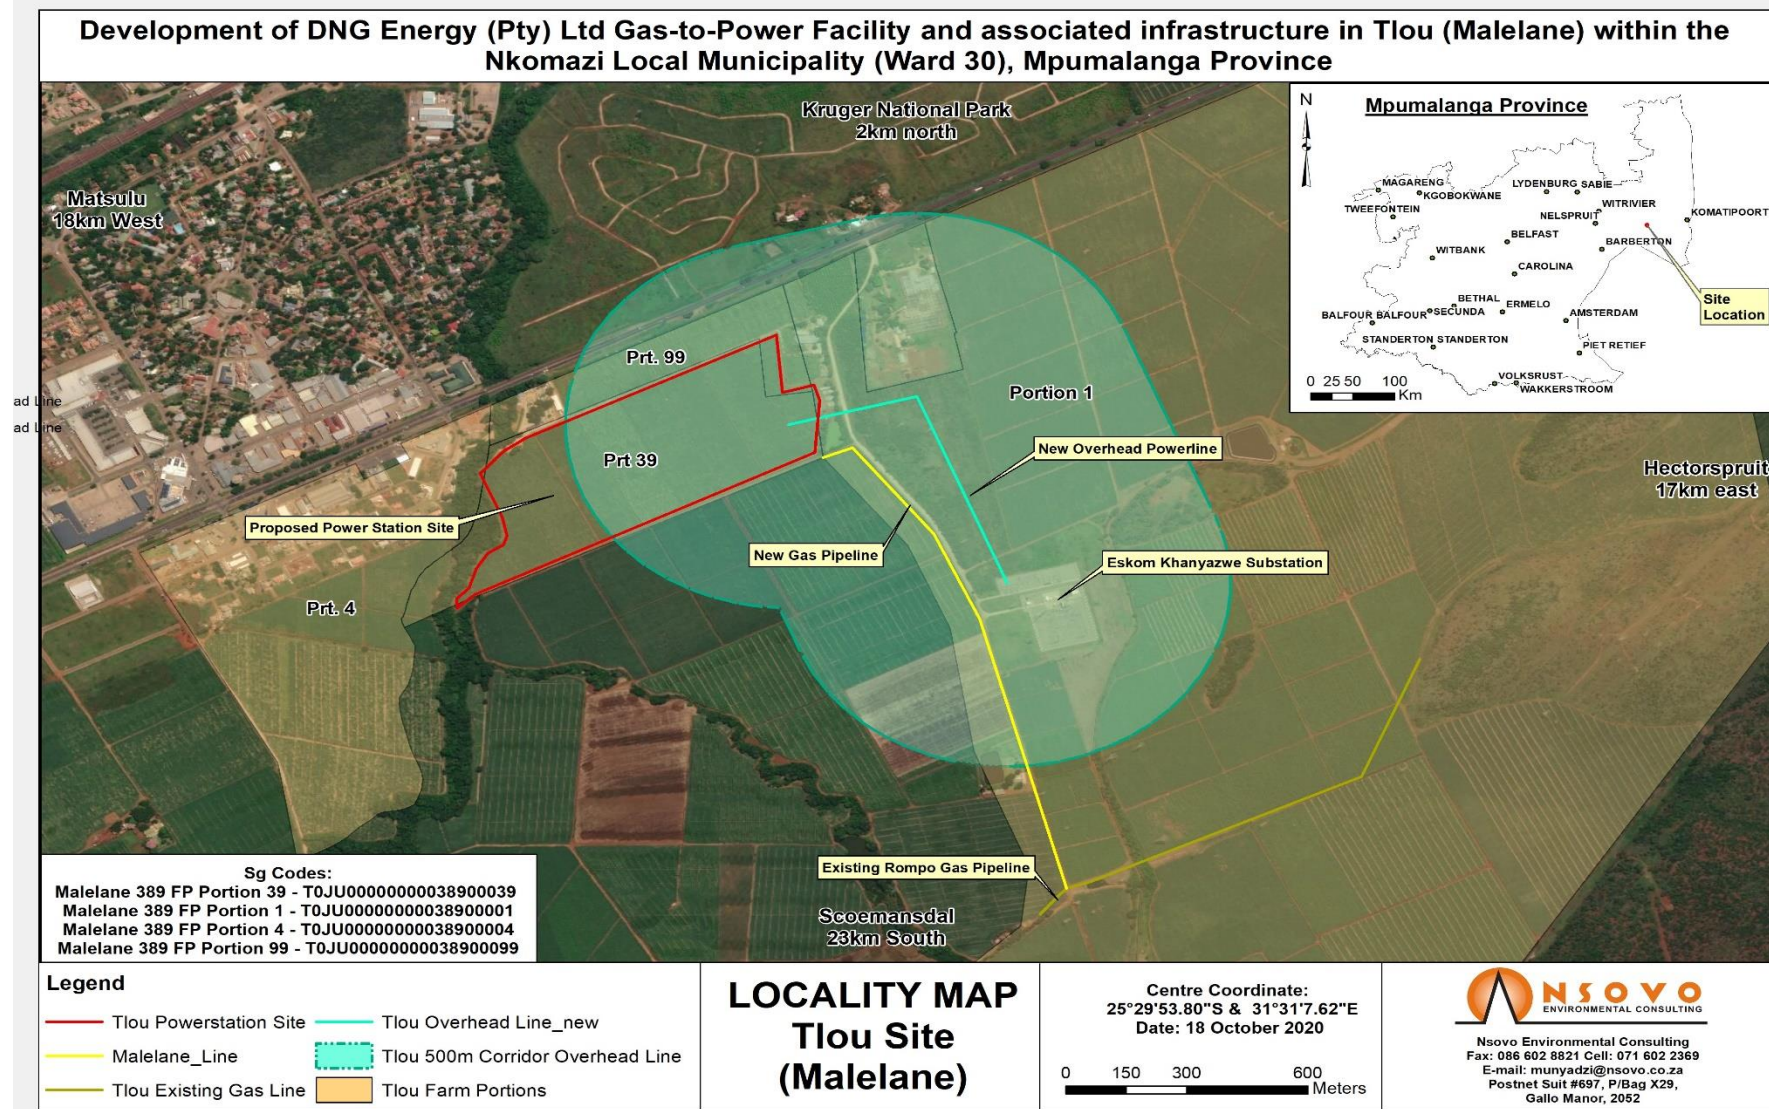 Development of DNG Energy (Pty) Ltd Gas-to-Power Facility and associated infrastructure in Tlou (Malelane) within the
Nkomazi Local Municipality (Ward 30), Mpumalanga Province
Kruger National Park
2km north
Matsulu
18km West
ad Line
ad Line
Prt. 99
Prt 39
Portion 1
New Overhead Powerline
Hectorspruit
17km east
Proposed Power Station Site
New Gas Pipeline
Eskom Khanyazwe Substation
Prt. 4
Existing Rompo Gas Pipeline
Scoemansdal
23km South
N
Mpumalanga Province
MAGARENG
KGOBOKWANE
LYDENBURG
SABIE
TWEEFONTEIN
WITRIVIER
NELSPRUIT
KOMATIPOORT
BELFAST
WITBANK
BARBERTON
CAROLINA
BETHAL
ERMELO
BALFOUR BALFOUR
SECUNDA
AMSTERDAM
STANDERTON STANDERTON
PIET RETIEF
VOLKSRUST
WAKKERSTROOM
Site
Location
0 25 50 100
Km
Sg Codes:
Malelane 389 FP Portion 39 - T0JU00000000038900039
Malelane 389 FP Portion 1 - T0JU00000000038900001
Malelane 389 FP Portion 4 - T0JU00000000038900004
Malelane 389 FP Portion 99 - T0JU00000000038900099
Legend
Tlou Powerstation Site
Malelane_Line
Tlou Existing Gas Line
Tlou Overhead Line_new
Tlou 500m Corridor Overhead Line
Tlou Farm Portions
LOCALITY MAP
Tlou Site
(Malelane)
Centre Coordinate:
25°29'53.80"S & 31°31'7.62"E
Date: 18 October 2020
0 150 300 600
Meters
NSOVO
ENVIRONMENTAL CONSULTING
Nsovo Environmental Consulting
Fax: 086 602 8821 Cell: 071 602 2369
E-mail: munyadzi@nsovo.co.za
Postnet Suit #697, P/Bag X29,
Gallo Manor, 2052